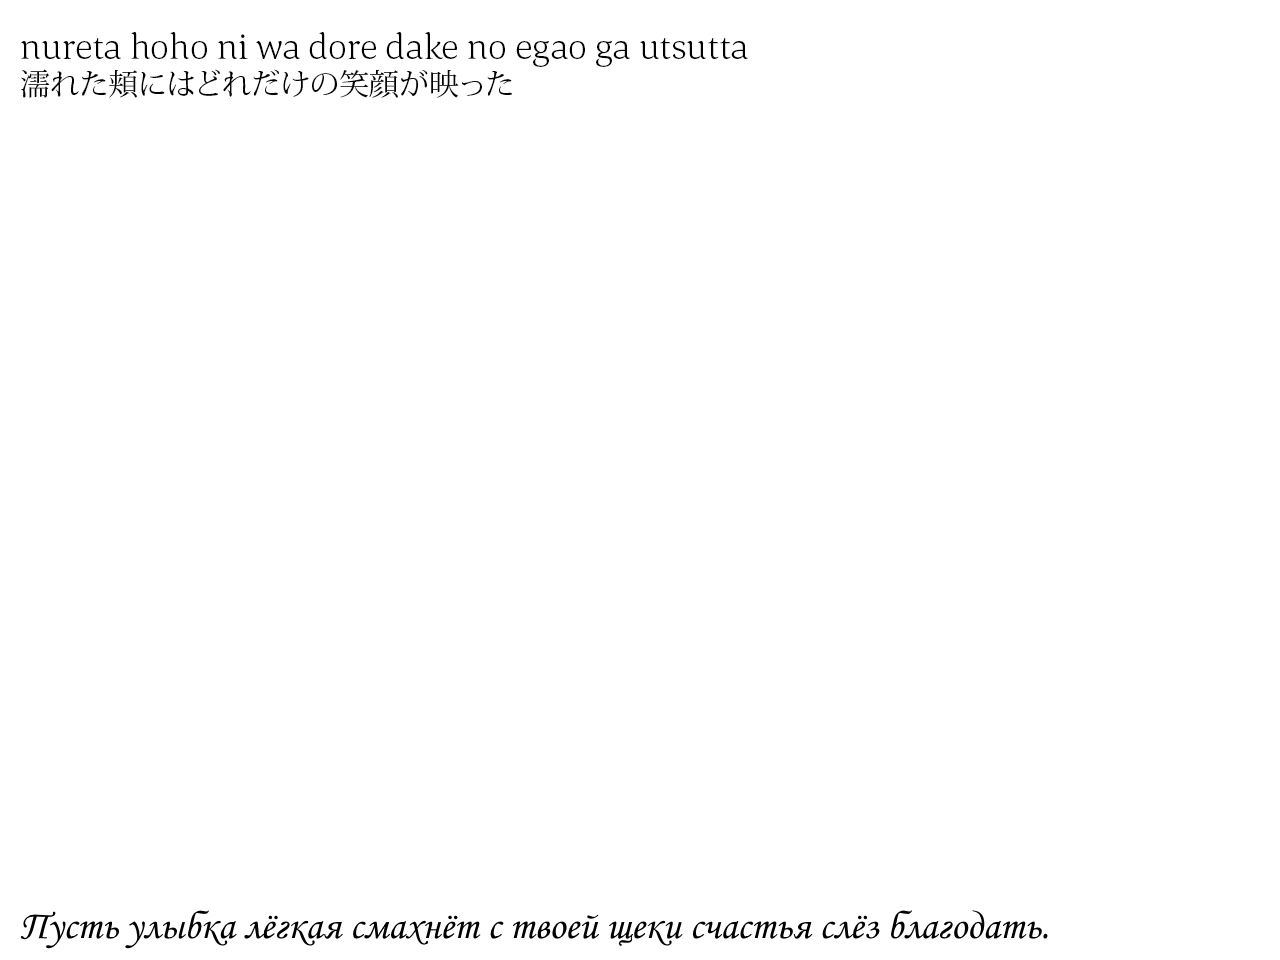 nureta hoho ni wa dore dake no egao ga utsutta
濡れた頬にはどれだけの笑顔が映った
Пусть улыбка лёгкая смахнёт с твоей щеки счастья слёз благодать.